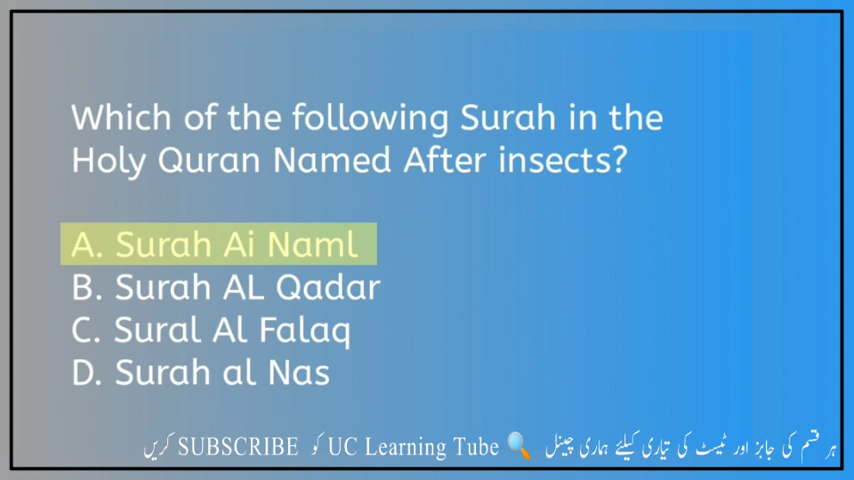 Which of the following Surah in the
Holy Quran Named After insects?
A. Surah Ai Naml
B. Surah AL Qadar
C. Sural Al Falaq
D. Surah al Nas
ہر قسم کی جابز اور ٹیسٹ کی تیاری کیلئے ہماری چینل UC Learning Tube کو SUBSCRIBE کریں